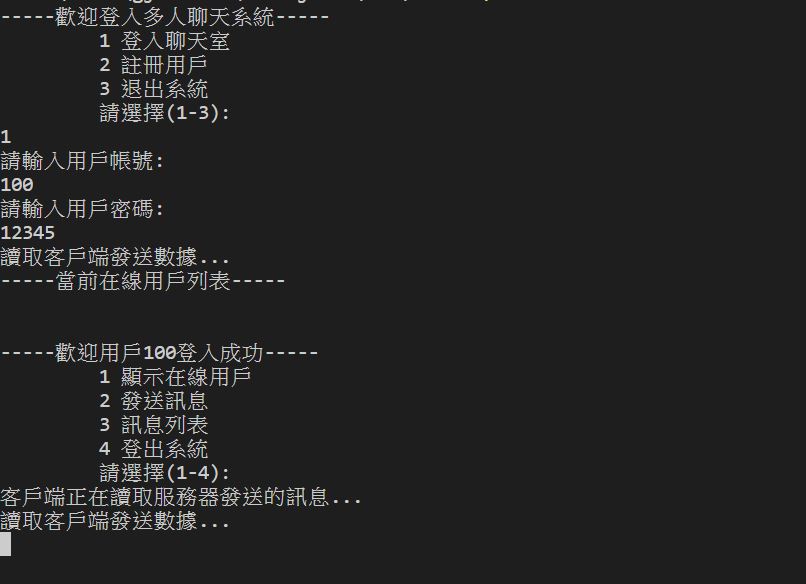 -----歡迎登入多人聊天系統-----
1 登入聊天室
2 註冊用戶
3 退出系統
請選擇(1-3):
1
請輸入用戶帳號:
100
請輸入用戶密碼:
12345
讀取客戶端發送數據...
-----當前在線用戶列表-----
-----歡迎用戶100登入成功-----
1 顯示在線用戶
2 發送訊息
3 訊息列表
4 登出系統
請選擇(1-4):
客戶端正在讀取服務器發送的訊息...
讀取客戶端發送數據...